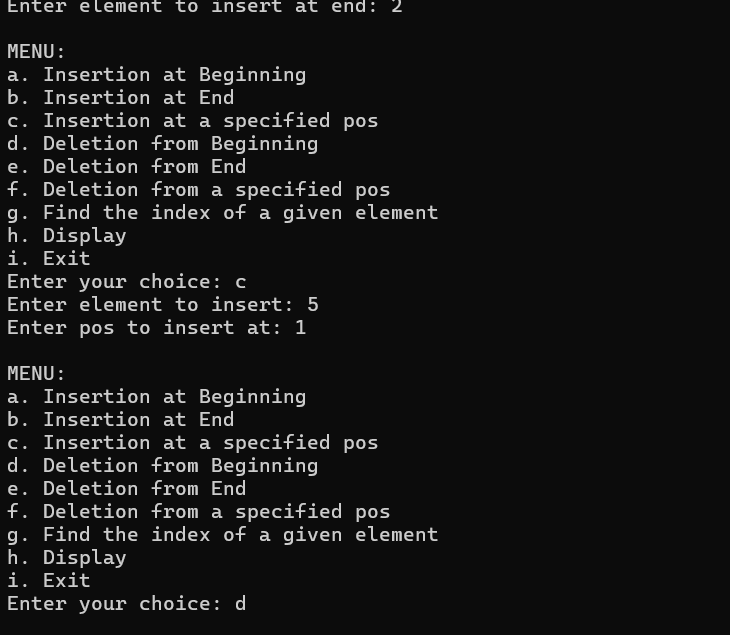 Enter element to insert at end: 2
MENU:
a. Insertion at Beginning
b. Insertion at End
c. Insertion at a specified pos
d. Deletion from Beginning
e. Deletion from End
f. Deletion from a specified pos
g. Find the index of a given element
h. Display
i. Exit
Enter your choice: c
Enter element to insert: 5
Enter pos to insert at: 1
MENU:
a. Insertion at Beginning
b. Insertion at End
c. Insertion at a specified pos
d. Deletion from Beginning
e. Deletion from End
f. Deletion from a specified pos
g. Find the index of a given element
h. Display
i. Exit
Enter your choice: d